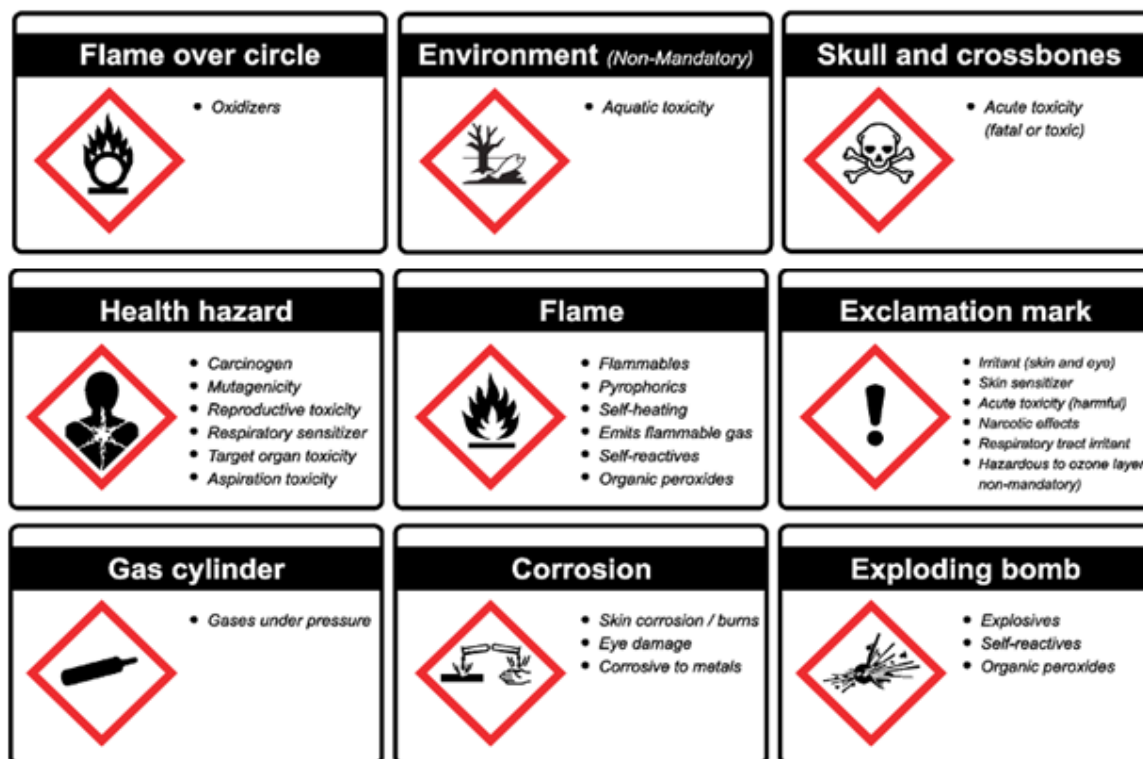 Flame over circle
• Oxidizers
Environment (Non-Mandatory)
• Aquatic toxicity
Skull and crossbones
• Acute toxicity
(fatal or toxic)
Health hazard
• Carcinogen
• Mutagenicity
• Reproductive toxicity
• Respiratory sensitizer
• Target organ toxicity
• Aspiration toxicity
Flame
• Flammables
• Pyrophorics
• Self-heating
• Emits flammable gas
• Self-reactives
• Organic peroxides
Exclamation mark
• Irritant (skin and eye)
• Skin sensitizer
• Acute toxicity (harmful)
• Narcotic effects
• Respiratory tract irritant
• Hazardous to ozone layer
non-mandatory)
Gas cylinder
• Gases under pressure
Corrosion
• Skin corrosion / burns
• Eye damage
• Corrosive to metals
Exploding bomb
• Explosives
• Self-reactives
• Organic peroxides